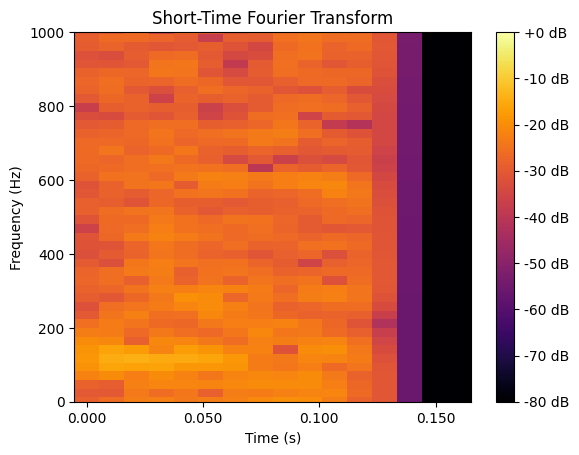 Short-Time Fourier Transform
Frequency (Hz)
1000
800
600
400
200
0
0.000
0.050
0.100
0.150
Time (s)
+0 dB
-10 dB
-20 dB
-30 dB
-40 dB
-50 dB
-60 dB
-70 dB
-80 dB